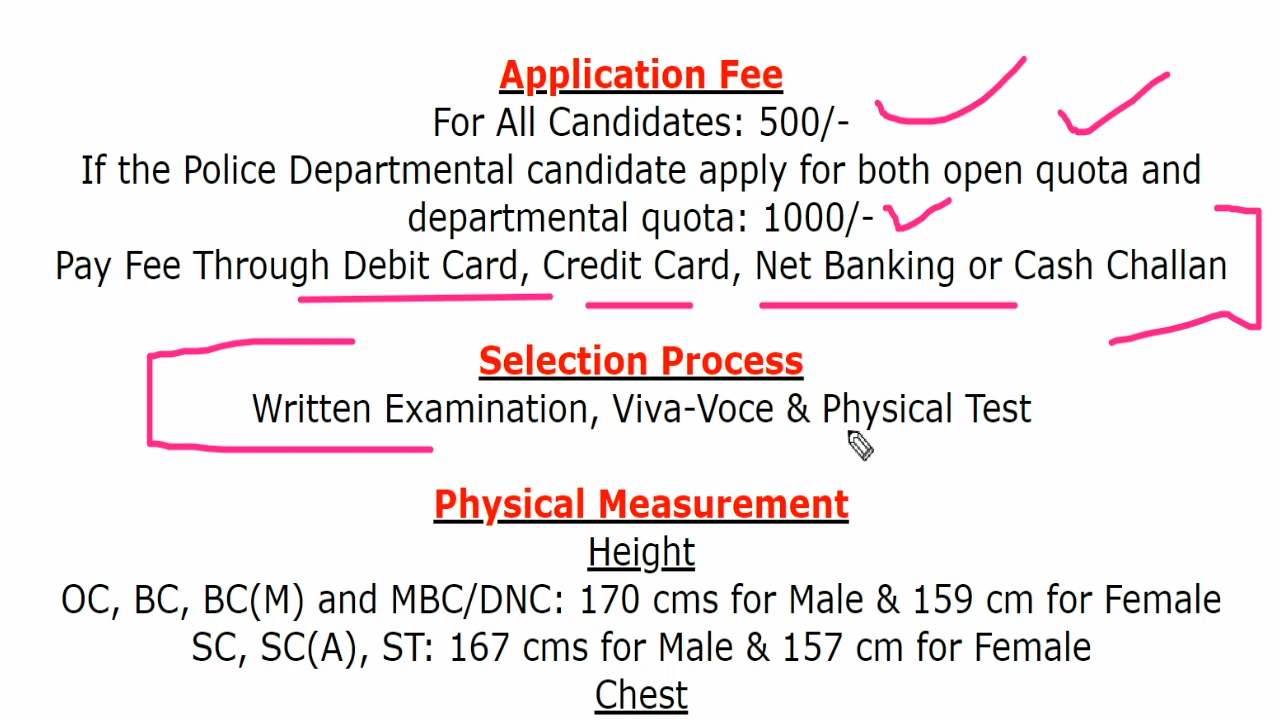 Application Fee
For All Candidates: 500/-
If the Police Departmental candidate apply for both open quota and
departmental quota: 1000/-
Pay Fee Through Debit Card, Credit Card, Net Banking or Cash Challan
Selection Process
Written Examination, Viva-Voce & Physical Test
Physical Measurement
Height
OC, BC, BC(M) and MBC/DNC: 170 cms for Male & 159 cm for Female
SC, SC(A), ST: 167 cms for Male & 157 cm for Female
Chest